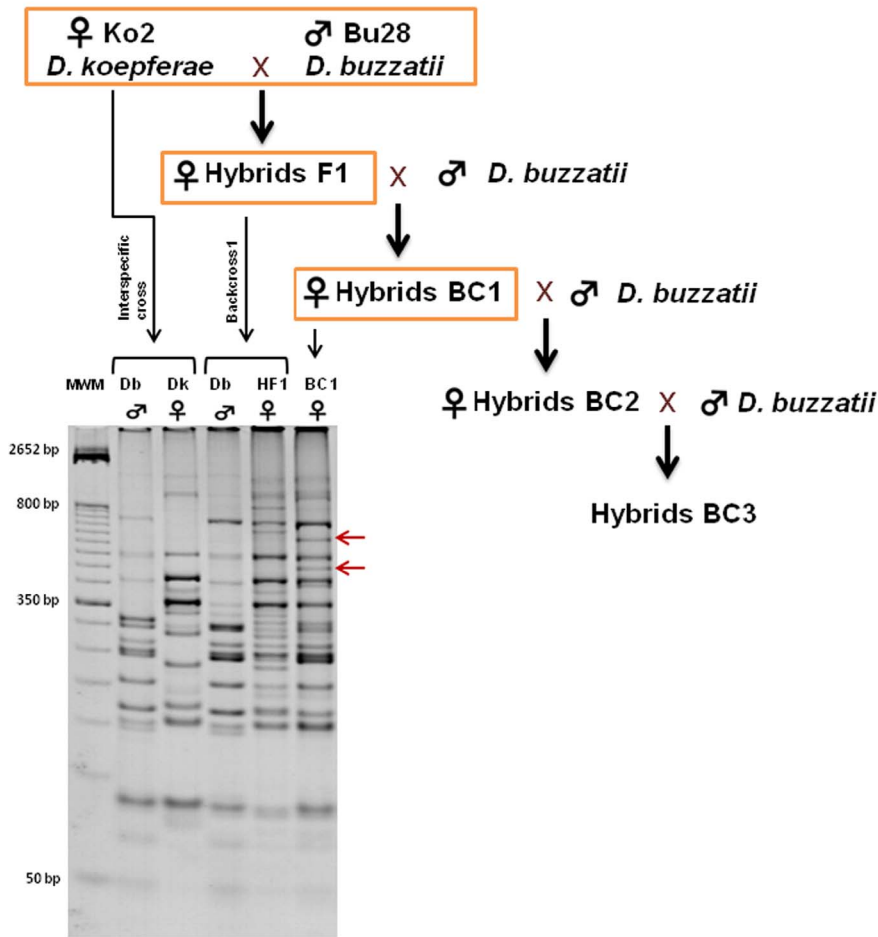 ♀ Ko2 ♂ Bu28
D. koepferae X D. buzzatii
♀ Hybrids F1 X ♂ D. buzzatii
Interspecific
cross
Backcross1
♀ Hybrids BC1 X ♂ D. buzzatii
MWM Db Dk Db HF1 BC1
♂ ♀ ♂ ♀ ♀
♀ Hybrids BC2 X ♂ D. buzzatii
2652 bp
800 bp
Hybrids BC3
350 bp
50 bp